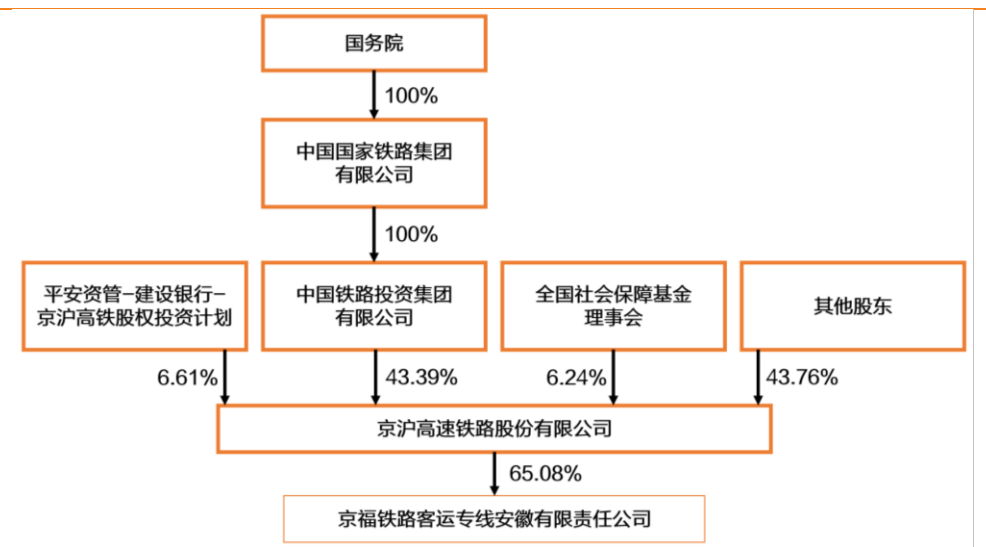 国务院
100%
中国国家铁路集团
有限公司
100%
平安资管-建设银行-
京沪高铁股权投资计划
中国铁路投资集团
有限公司
全国社会保障基金
理事会
其他股东
6.61%
43.39%
6.24%
43.76%
京沪高速铁路股份有限公司
65.08%
京福铁路客运专线安徽有限责任公司